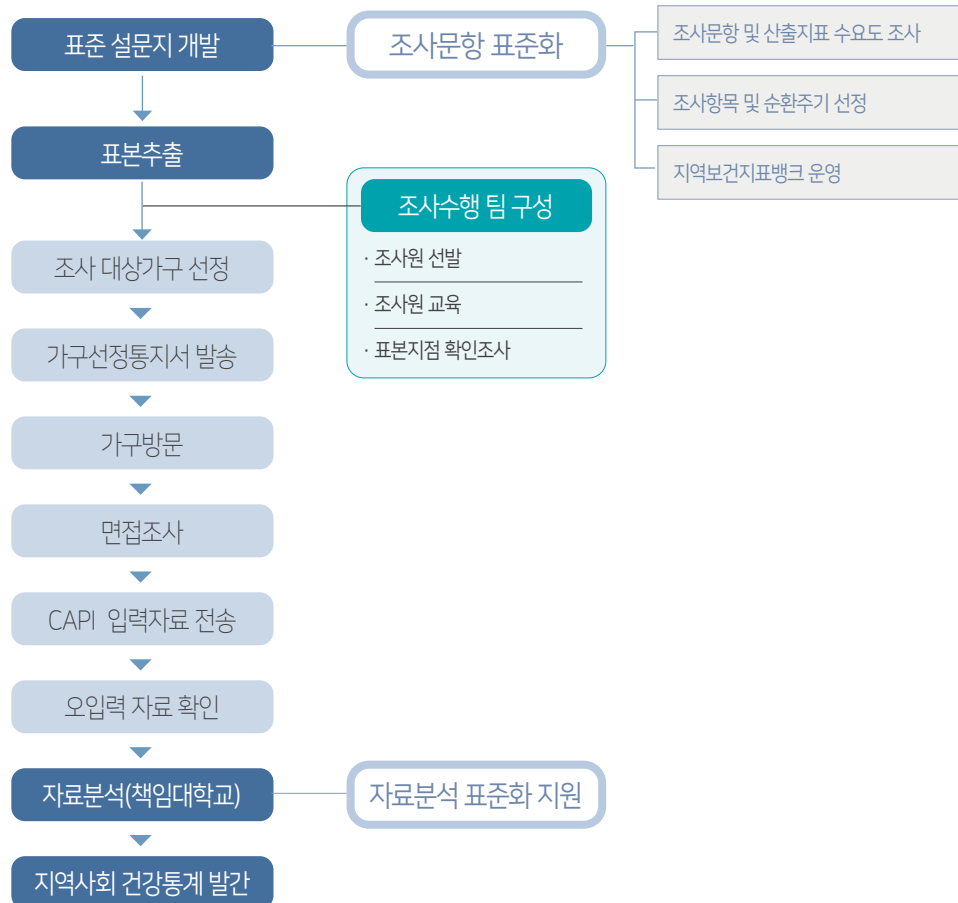 표준 설문지 개발
조사문항 표준화
조사문항 및 산출지표 수요도 조사
조사항목 및 순환주기 선정
지역보건지표뱅크 운영
표본추출
조사수행 팀 구성
· 조사원 선발
· 조사원 교육
· 표본지점 확인조사
조사 대상가구 선정
가구선정통지서 발송
가구방문
면접조사
CAPI 입력자료 전송
오입력 자료 확인
자료분석(책임대학교)
자료분석 표준화 지원
지역사회 건강통계 발간